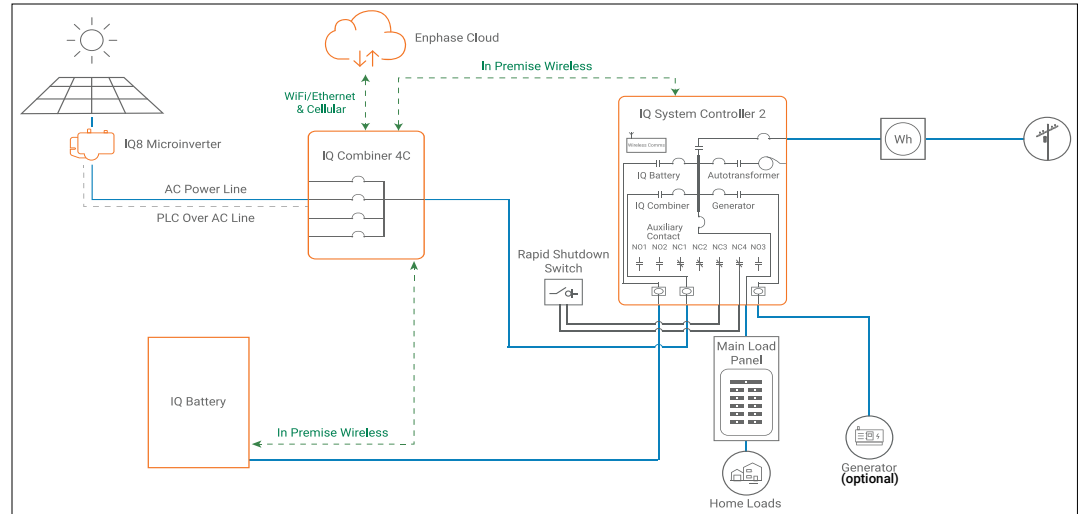 Enphase Cloud
In Premise Wireless
WiFi/Ethernet
& Cellular
IQ8 Microinverter
IQ Combiner 4C
AC Power Line
PLC Over AC Line
IQ System Controller 2
Wireless Comms
IQ Battery
Autotransformer
IQ Combiner
Generator
Auxiliary
Contact
NO1 NO2 NC1 NC2 NC3 NC4 NO3
Wh
Rapid Shutdown
Switch
Main Load
Panel
IQ Battery
In Premise Wireless
Home Loads
Generator
(optional)